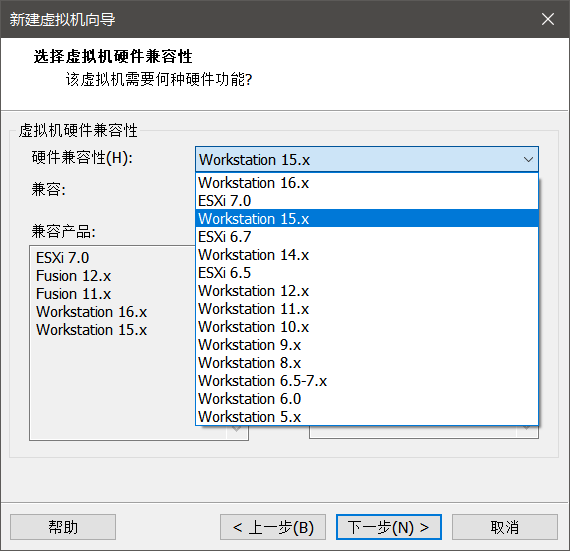 新建虚拟机向导
选择虚拟机硬件兼容性
该虚拟机需要何种硬件功能?
虚拟机硬件兼容性
硬件兼容性(H):
Workstation 15.x
Workstation 16.x
ESXi 7.0
Workstation 15.x
ESXi 6.7
Workstation 14.x
ESXi 6.5
Workstation 12.x
Workstation 11.x
Workstation 10.x
Workstation 9.x
Workstation 8.x
Workstation 6.5-7.x
Workstation 6.0
Workstation 5.x
兼容:
兼容产品:
ESXi 7.0
Fusion 12.x
Fusion 11.x
Workstation 16.x
Workstation 15.x
帮助
< 上一步(B)
下一步(N) >
取消